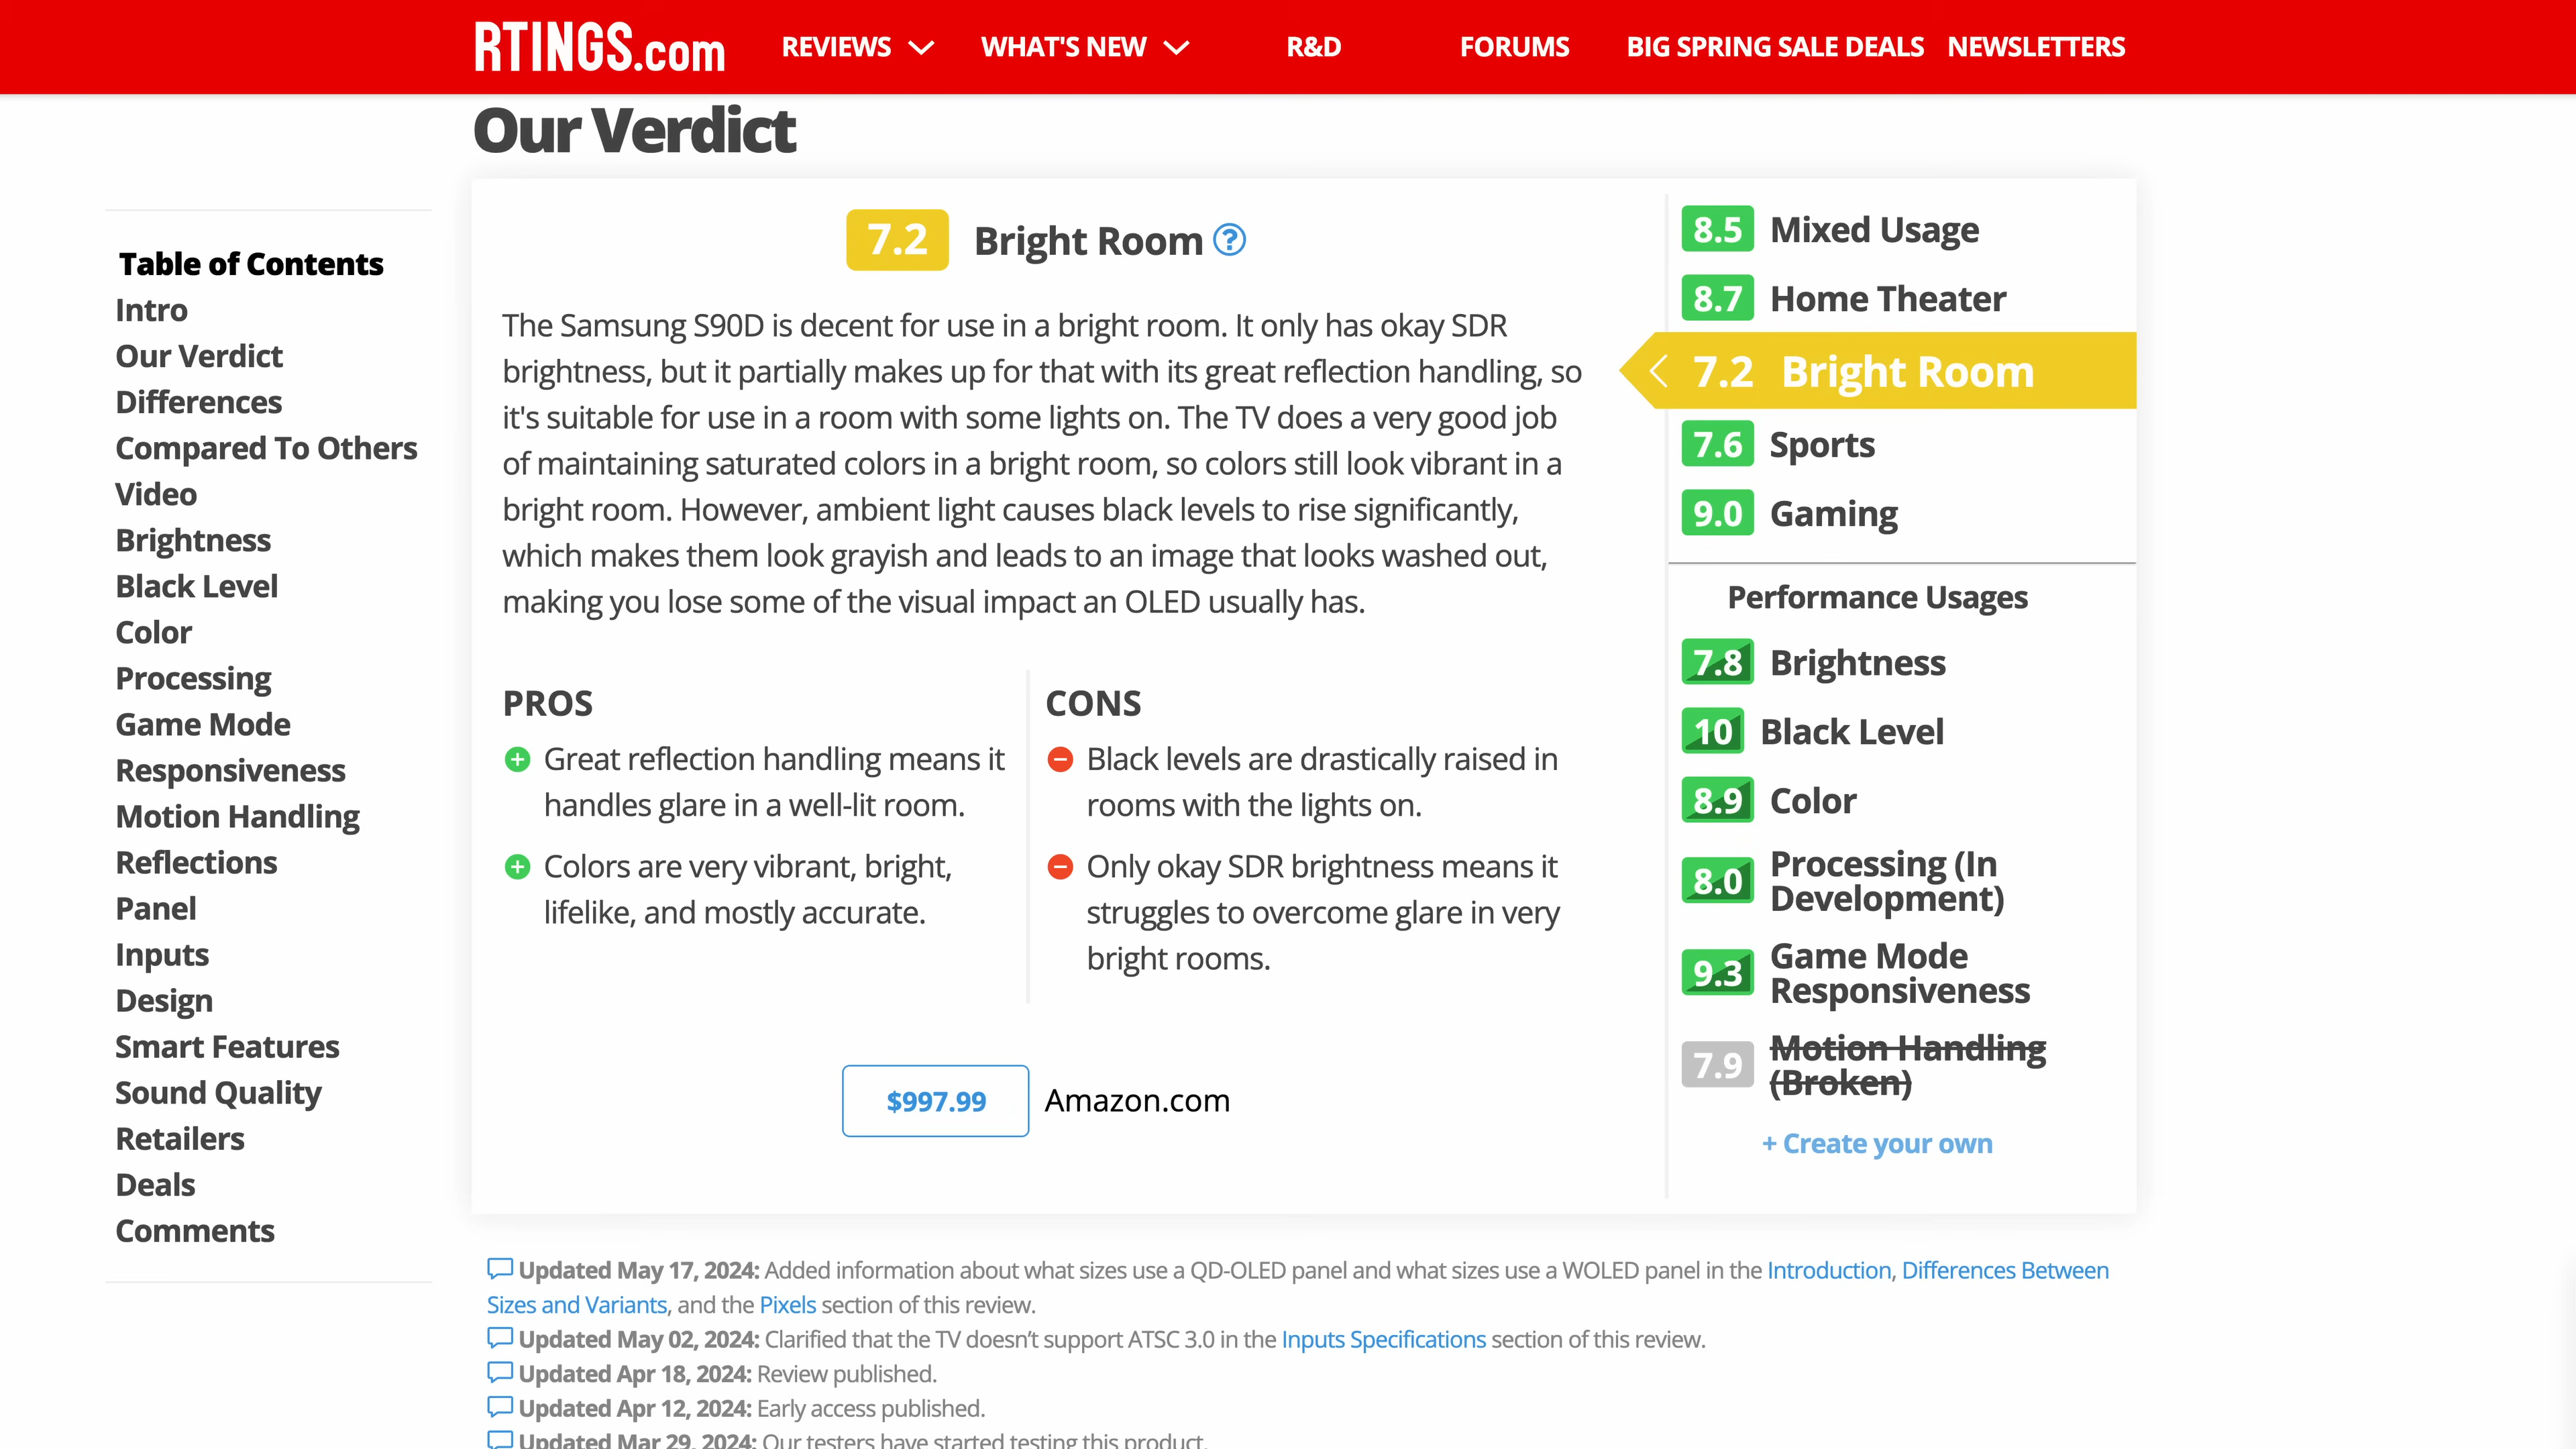 RTINGS.com REVIEWS WHAT'S NEW R&D FORUMS BIG SPRING SALE DEALS NEWSLETTERS
Our Verdict
Table of Contents
Intro
Our Verdict
Differences
Compared To Others
Video
Brightness
Black Level
Color
Processing
Game Mode
Responsiveness
Motion Handling
Reflections
Panel
Inputs
Design
Smart Features
Sound Quality
Retailers
Deals
Comments
7.2 Bright Room ?
The Samsung S90D is decent for use in a bright room. It only has okay SDR
brightness, but it partially makes up for that with its great reflection handling, so
it's suitable for use in a room with some lights on. The TV does a very good job
of maintaining saturated colors in a bright room, so colors still look vibrant in a
bright room. However, ambient light causes black levels to rise significantly,
which makes them look grayish and leads to an image that looks washed out,
making you lose some of the visual impact an OLED usually has.
PROS
Great reflection handling means it
handles glare in a well-lit room.
Colors are very vibrant, bright,
lifelike, and mostly accurate.
CONS
Black levels are drastically raised in
rooms with the lights on.
Only okay SDR brightness means it
struggles to overcome glare in very
bright rooms.
$997.99 Amazon.com
8.5 Mixed Usage
8.7 Home Theater
7.2 Bright Room
7.6 Sports
9.0 Gaming
Performance Usages
7.8 Brightness
10 Black Level
8.9 Color
8.0 Processing (In
Development)
9.3 Game Mode
Responsiveness
7.9 Motion Handling
(Broken)
+ Create your own
Updated May 17, 2024: Added information about what sizes use a QD-OLED panel and what sizes use a WOLED panel in the Introduction, Differences Between
Sizes and Variants, and the Pixels section of this review.
Updated May 02, 2024: Clarified that the TV doesn't support ATSC 3.0 in the Inputs Specifications section of this review.
Updated Apr 18, 2024: Review published.
Updated Apr 12, 2024: Early access published.
Updated Mar 29, 2024: Our testers have started testing this product.